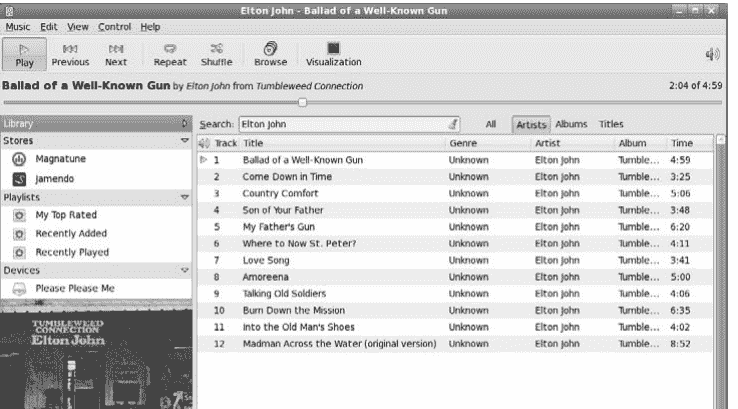 Elton John - Ballad of a Well-Known Gun
Music Edit View Control Help
Play Previous Next Repeat Shuffle Browse Visualization
Ballad of a Well-Known Gun by Elton John from Tumbleweed Connection 2:04 of 4:59
Library
Search: Elton John All Artists Albums Titles
Stores
Magnatune
Jamendo
Playlists
My Top Rated
Recently Added
Recently Played
Devices
Please Please Me
Track Title Genre Artist Album Time
1 Ballad of a Well-Known Gun Unknown Elton John Tumble... 4:59
2 Come Down in Time Unknown Elton John Tumble... 3:25
3 Country Comfort Unknown Elton John Tumble... 5:06
4 Son of Your Father Unknown Elton John Tumble... 3:48
5 My Father's Gun Unknown Elton John Tumble... 6:20
6 Where to Now St. Peter? Unknown Elton John Tumble... 4:11
7 Love Song Unknown Elton John Tumble... 3:41
8 Amoreena Unknown Elton John Tumble... 5:00
9 Talking Old Soldiers Unknown Elton John Tumble... 4:06
10 Burn Down the Mission Unknown Elton John Tumble... 6:35
11 Into the Old Man's Shoes Unknown Elton John Tumble... 4:02
12 Madman Across the Water (original version) Unknown Elton John Tumble... 8:52
TUMBLEWEED
CONNECTION
Elton John